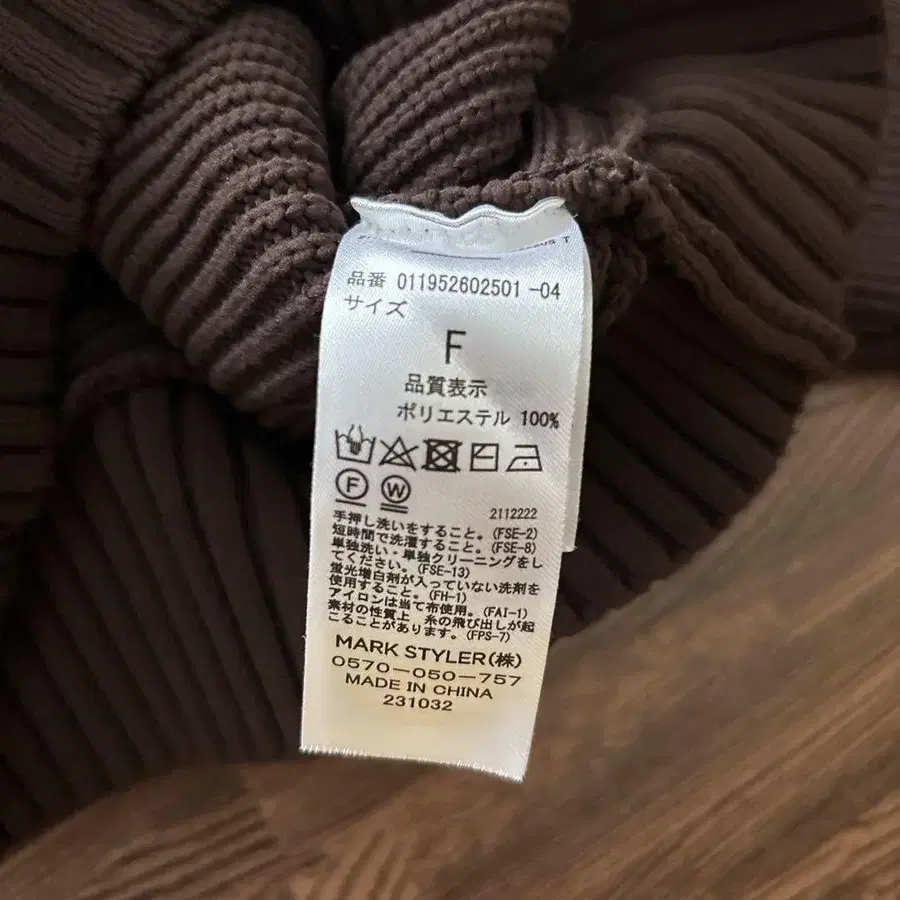 品番 011952602501 -04
サイズ
F
品質表示
ポリエステル 100%
F W
2112222
手押し洗いをすること。(FSE-2)
短時間で洗濯すること。(FSE-8)
単独洗い・単独クリーニングをし
てください。(FSE-13)
蛍光増白剤が入っていない洗剤を
使用すること。(FH-1)
アイロンは当て布使用。(FAI-1)
素材の性質上、糸の飛び出しが起
こることがあります。(FPS-7)
MARK STYLER(株)
0570-050-757
MADE IN CHINA
231032